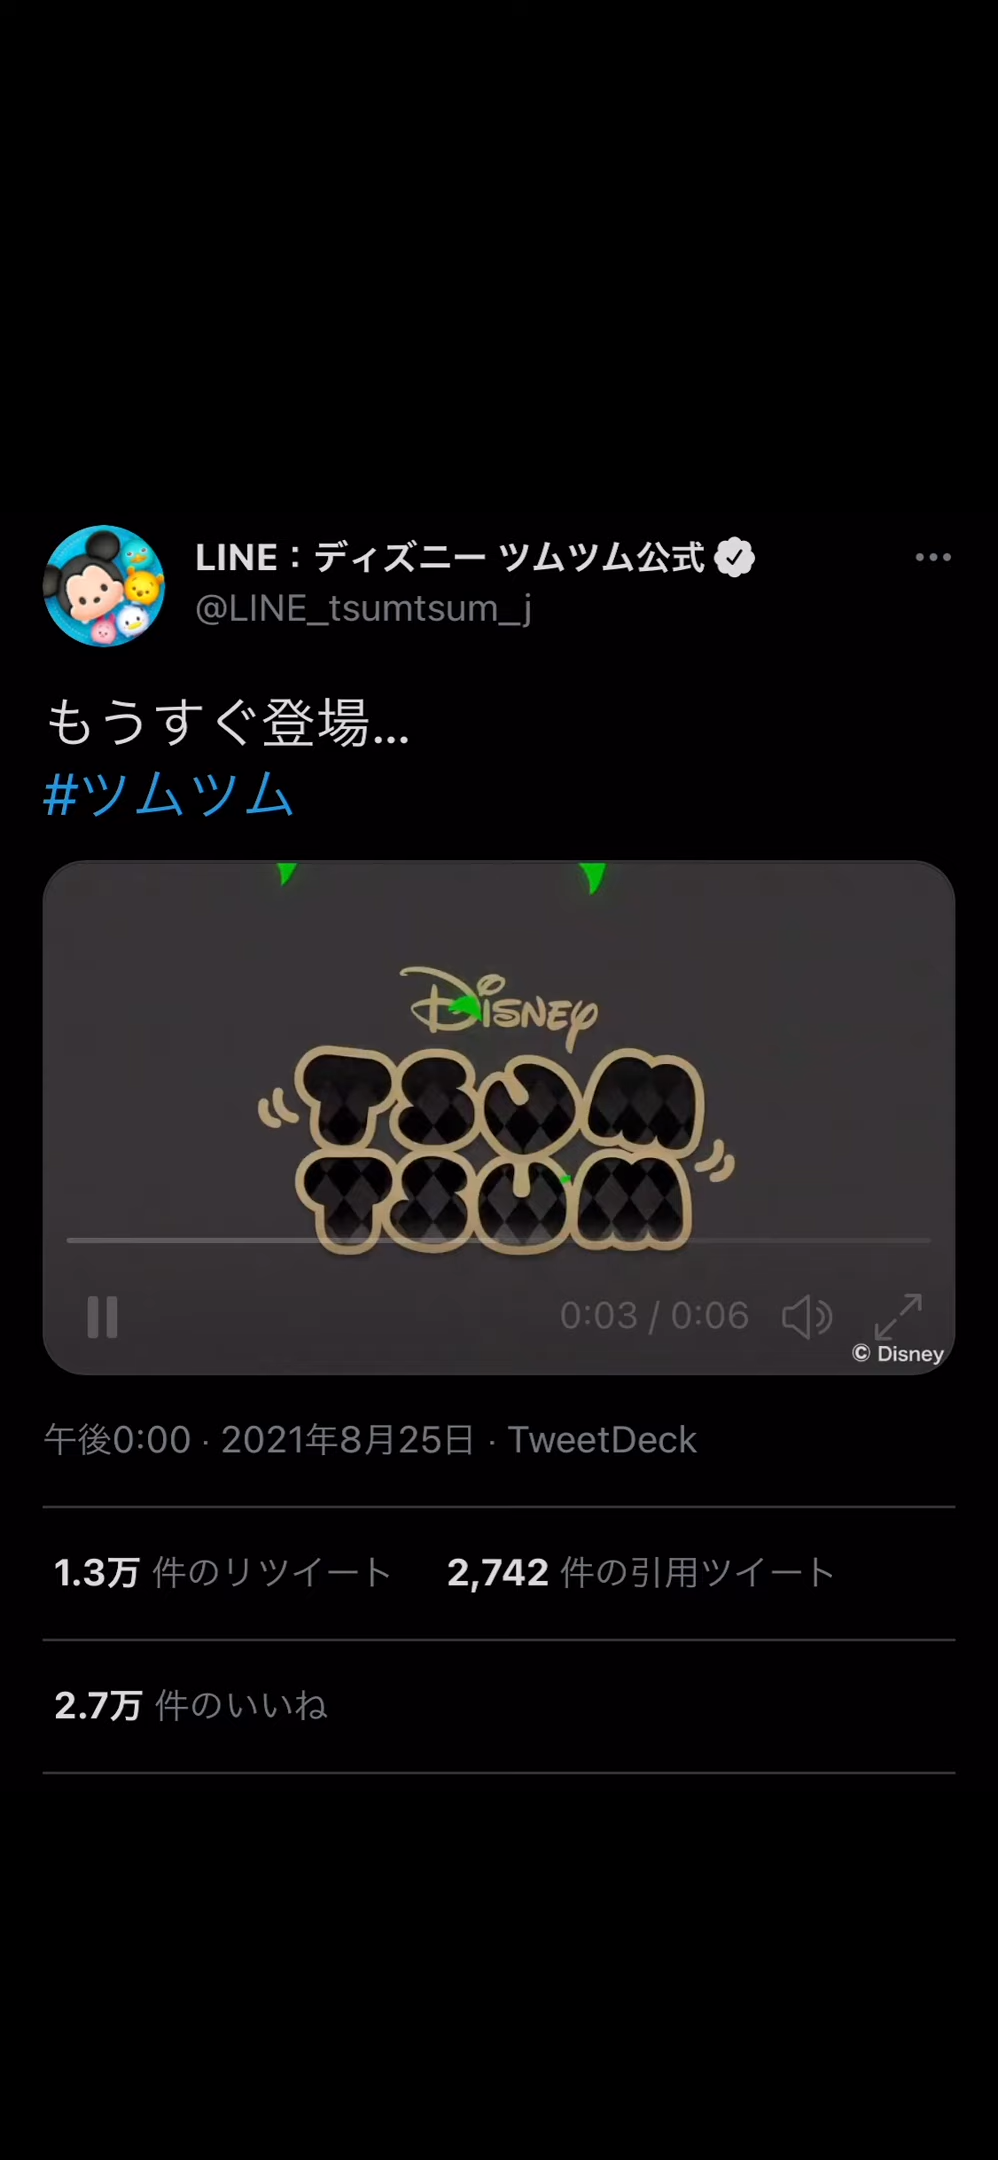 LINE：ディズニー ツムツム公式
@LINE_tsumtsum_j
もうすぐ登場...
#ツムツム
Disney
TSUM
TSUM
0:03 / 0:06
© Disney
午後0:00 · 2021年8月25日 · TweetDeck
1.3万 件のリツイート 2,742 件の引用ツイート
2.7万 件のいいね